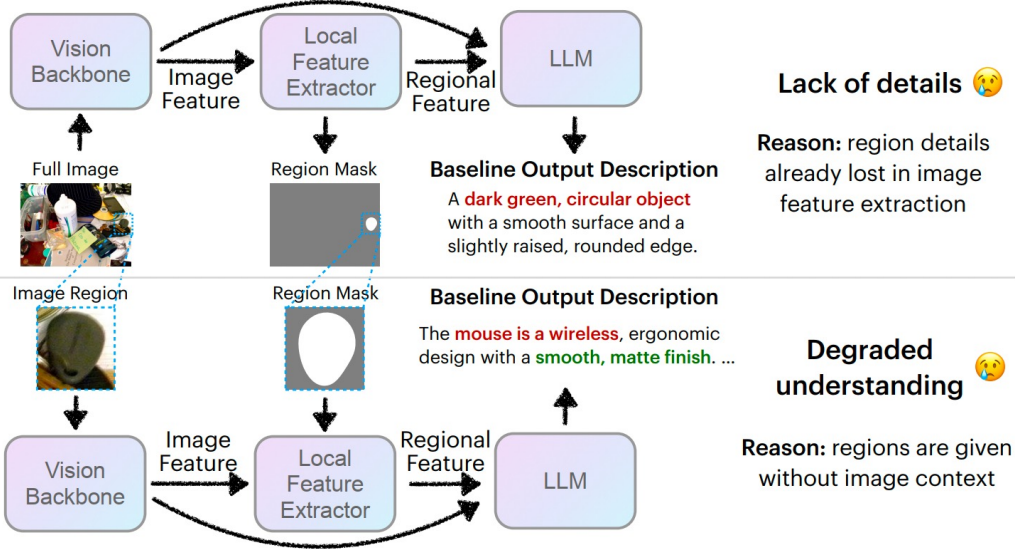 Vision
Backbone
Image
Feature
Local
Feature
Extractor
Regional
Feature
LLM
Full Image
Region Mask
Baseline Output Description
A dark green, circular object
with a smooth surface and a
slightly raised, rounded edge.
Lack of details 😢
Reason: region details
already lost in image
feature extraction
Image Region
Region Mask
Baseline Output Description
The mouse is a wireless, ergonomic
design with a smooth, matte finish. ...
Vision
Backbone
Image
Feature
Local
Feature
Extractor
Regional
Feature
LLM
Degraded
understanding 😢
Reason: regions are given
without image context